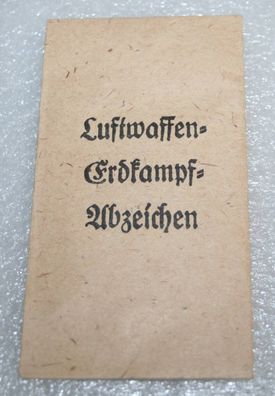 Luftwaffen-
Erdkampf-
Abzeichen